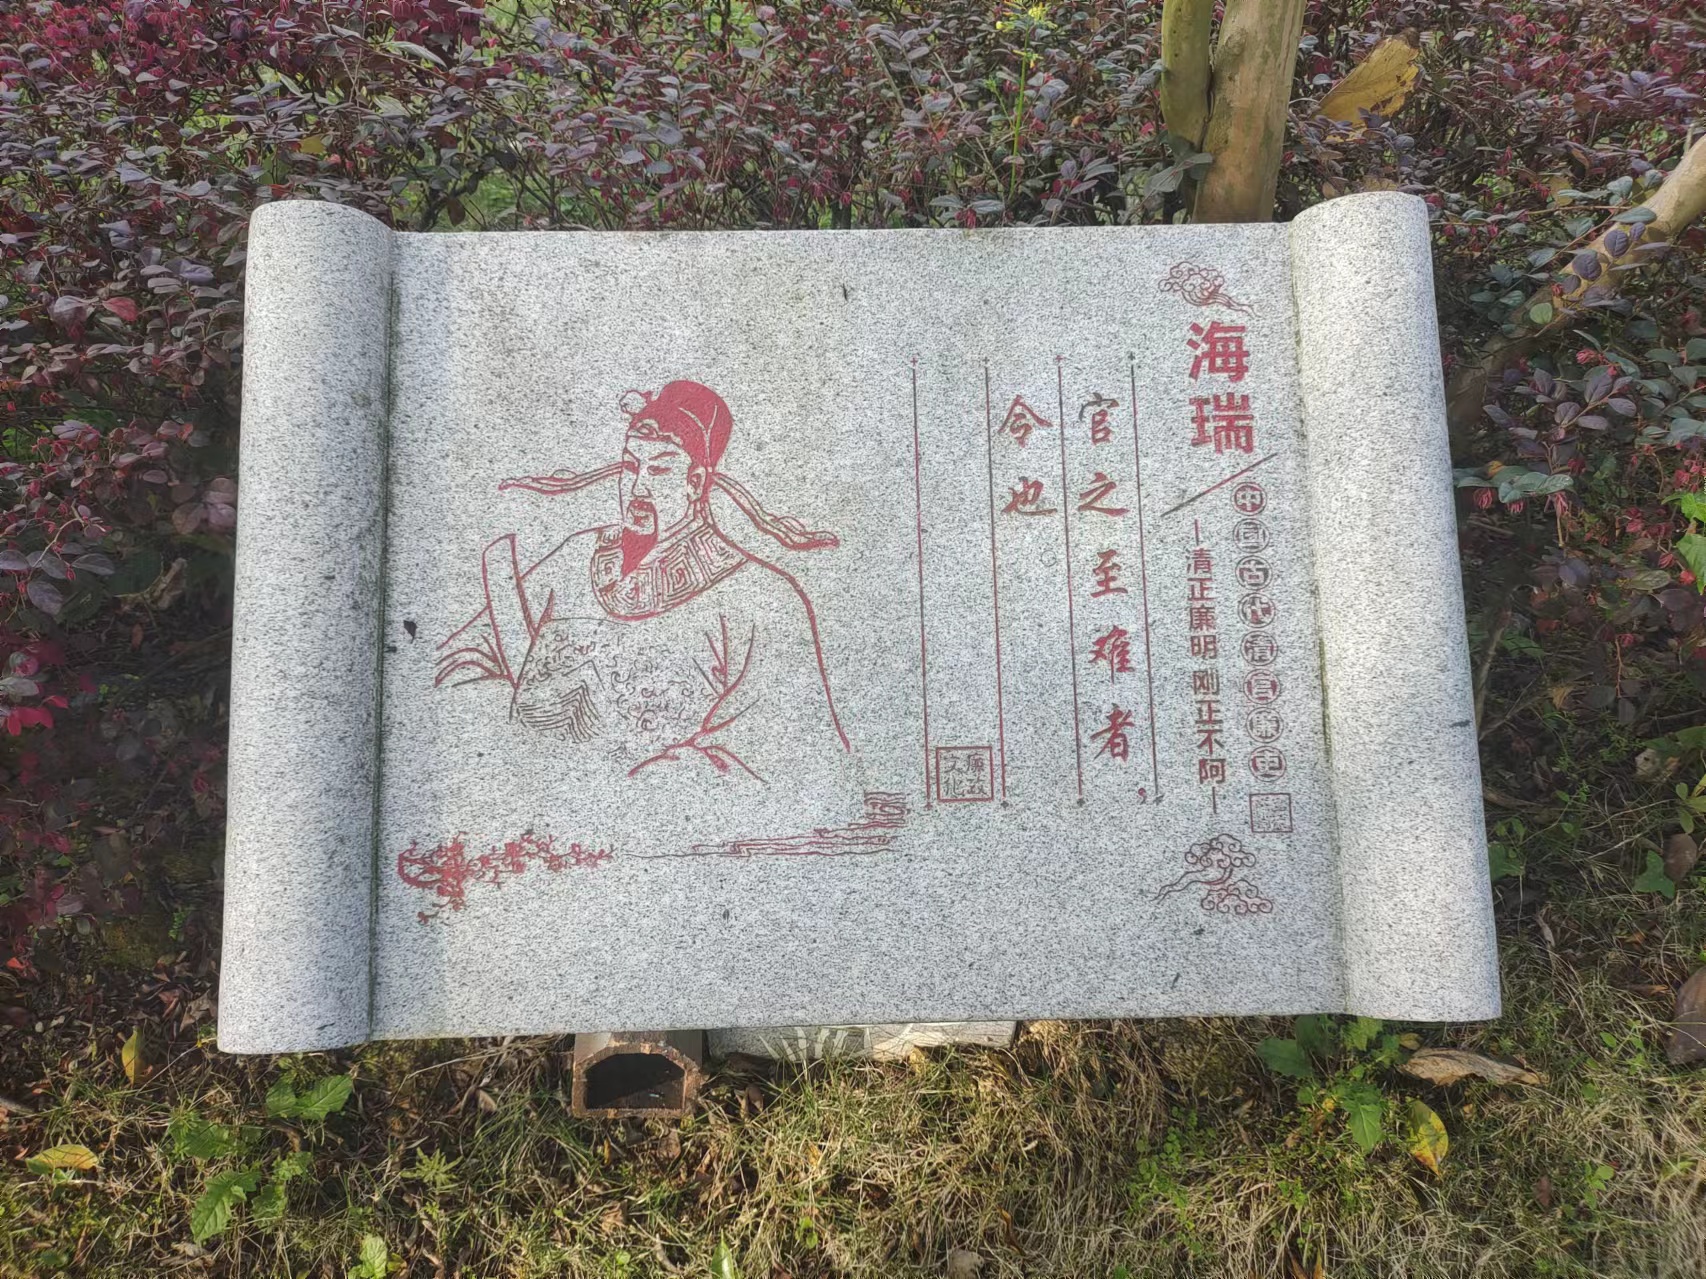 海瑞
中国古代清官廉吏
清正廉明 刚正不阿
官之至难者，
令也
廉政
文化